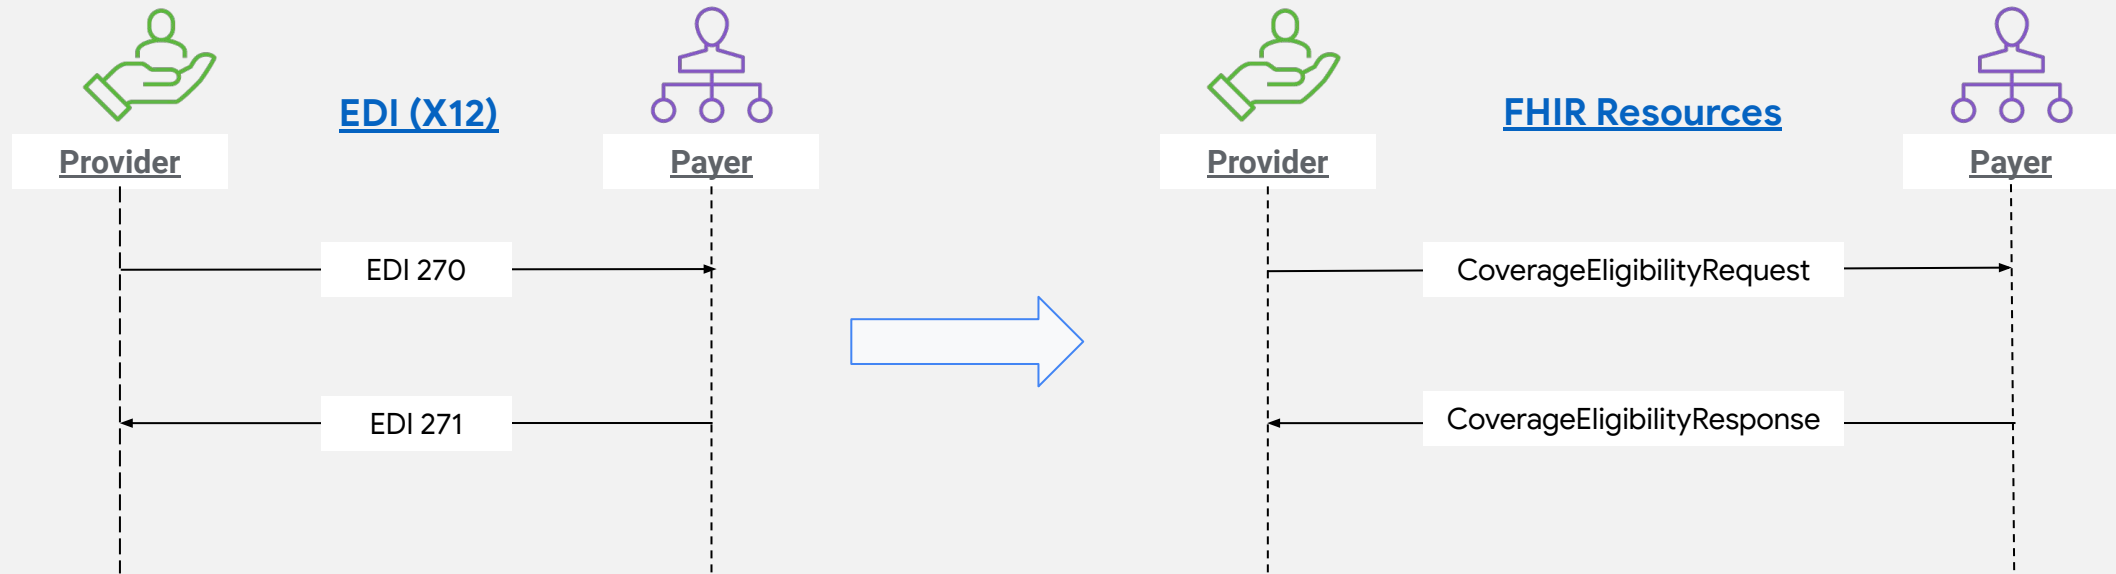 EDI (X12)
Provider
Payer
EDI 270
EDI 271
FHIR Resources
Provider
Payer
CoverageEligibilityRequest
CoverageEligibilityResponse